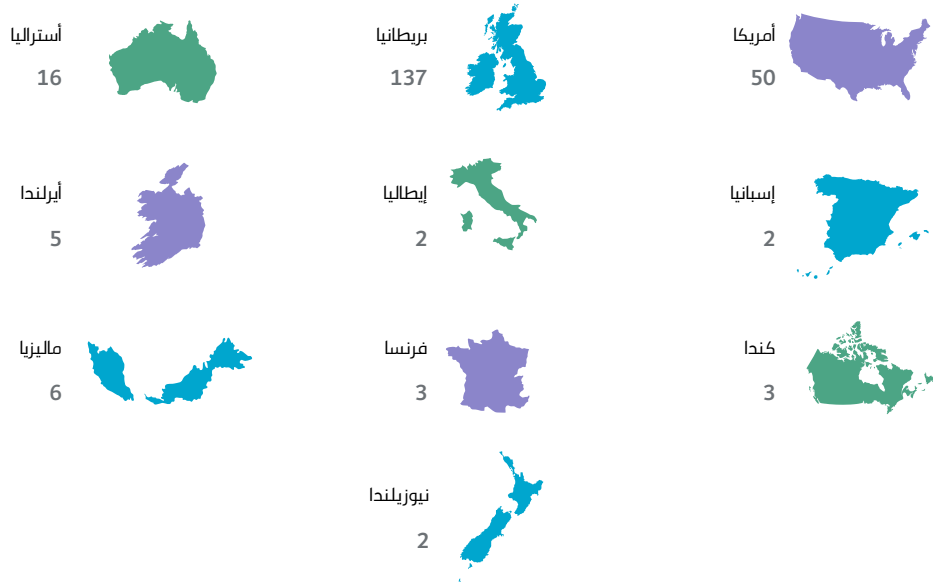 أمريكا
50
بريطانيا
137
أستراليا
16
إسبانيا
2
إيطاليا
2
أيرلندا
5
كندا
3
فرنسا
3
ماليزيا
6
نيوزيلندا
2